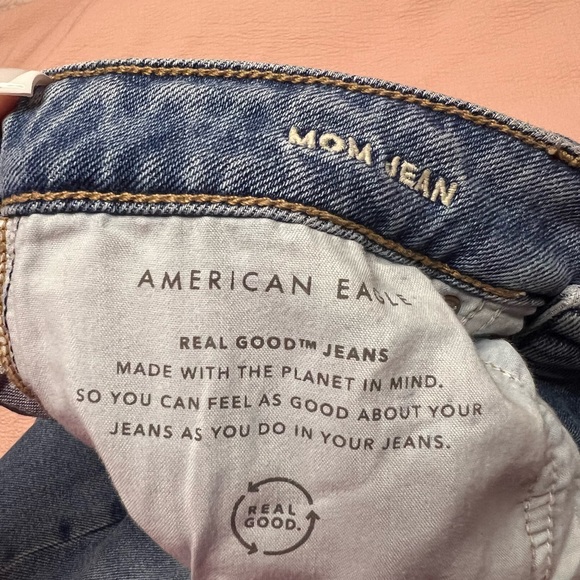 MOM JEAN
AMERICAN EAGLE
REAL GOOD™ JEANS
MADE WITH THE PLANET IN MIND.
SO YOU CAN FEEL AS GOOD ABOUT YOUR
JEANS AS YOU DO IN YOUR JEANS.
REAL
GOOD.